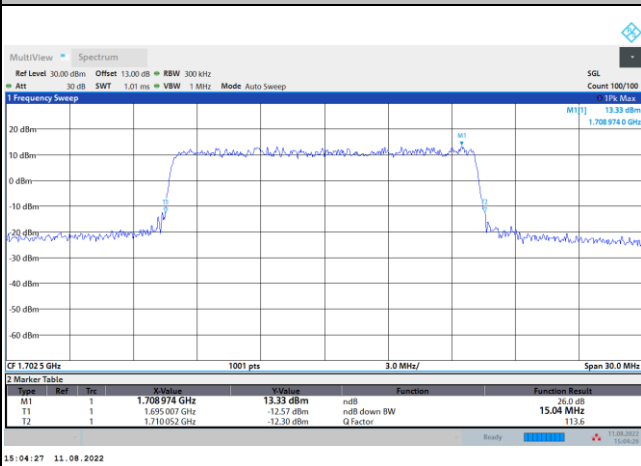 MultiView Spectrum
Ref Level 30.00 dBm Offset 13.00 dB RBW 300 kHz SGL
Att 30 dB SWT 1.01 ms VBW 1 MHz Mode Auto Sweep Count 100/100
1 Frequency Sweep 1Pk Max
M1[1] 13.33 dBm
1.708 974 0 GHz
M1
20 dBm
10 dBm
0 dBm
T1 T2
-10 dBm
-20 dBm
-30 dBm
-40 dBm
-50 dBm
-60 dBm
CF 1.702 5 GHz 1001 pts 3.0 MHz/ Span 30.0 MHz
2 Marker Table
Type Ref Trc X-Value Y-Value Function Function Result
M1 1 1.708 974 GHz 13.33 dBm ndB 26.0 dB
T1 1 1.695 007 GHz -12.57 dBm ndB down BW 15.04 MHz
T2 1 1.710 052 GHz -12.30 dBm Q Factor 113.6
Ready 11.08.2022
15:04:26
15:04:27 11.08.2022